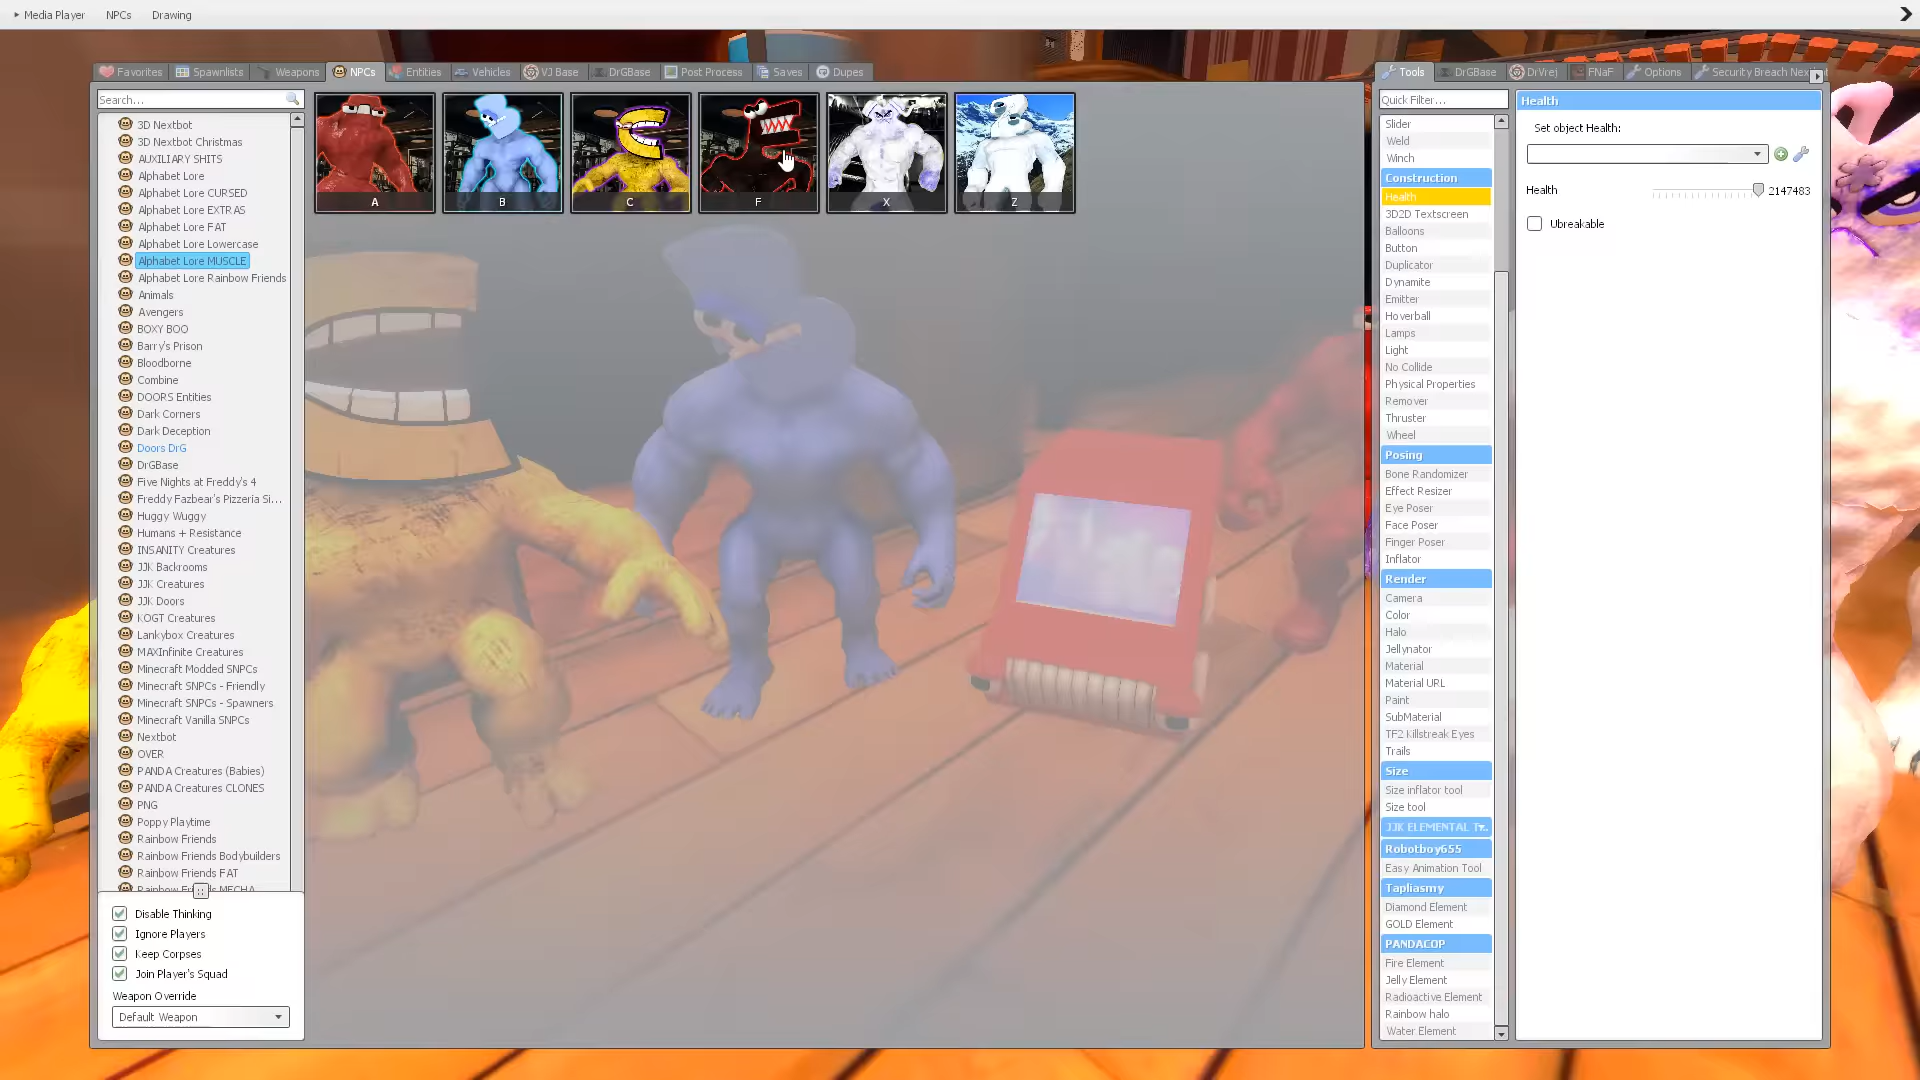 Media Player NPCs Drawing
Favorites Spawnlists Weapons NPCs Entities Vehicles VJ Base DrGBase Post Process Saves Dupes
Search...
3D Nextbot
3D Nextbot Christmas
AUXILIARY SHITS
Alphabet Lore
Alphabet Lore CURSED
Alphabet Lore EXTRAS
Alphabet Lore FAT
Alphabet Lore Lowercase
Alphabet Lore MUSCLE
Alphabet Lore Rainbow Friends
Animals
Avengers
BOXY BOO
Barry's Prison
Bloodborne
Combine
DOORS Entities
Dark Corners
Dark Deception
Doors DrG
DrGBase
Five Nights at Freddy's 4
Freddy Fazbear's Pizzeria Si...
Huggy Wuggy
Humans + Resistance
INSANITY Creatures
JJK Backrooms
JJK Creatures
JJK Doors
KOGT Creatures
Lankybox Creatures
MAXInfinite Creatures
Minecraft Modded SNPCs
Minecraft SNPCs - Friendly
Minecraft SNPCs - Spawners
Minecraft Vanilla SNPCs
Nextbot
OVER
PANDA Creatures (Babies)
PANDA Creatures CLONES
PNG
Poppy Playtime
Rainbow Friends
Rainbow Friends Bodybuilders
Rainbow Friends FAT
Disable Thinking
Ignore Players
Keep Corpses
Join Player's Squad
Weapon Override
Default Weapon
A B C F X Z
Tools DrGBase DrVrej FNaF Options Security Breach
Quick Filter...
Slider
Weld
Winch
Construction
Health
3D2D Textscreen
Balloons
Button
Duplicator
Dynamite
Emitter
Hoverball
Lamps
Light
No Collide
Physical Properties
Remover
Thruster
Wheel
Posing
Bone Randomizer
Effect Resizer
Eye Poser
Face Poser
Finger Poser
Inflator
Render
Camera
Color
Halo
Jellynator
Material
Material URL
Paint
SubMaterial
TF2 Killstreak Eyes
Trails
Size
Size inflator tool
Size tool
JJK ELEMENTAL
Robotboy655
Easy Animation Tool
Tapliasmy
Diamond Element
GOLD Element
PANDACOP
Fire Element
Jelly Element
Radioactive Element
Rainbow halo
Water Element
Health
Set object Health:
Health 2147483
Ubreakable